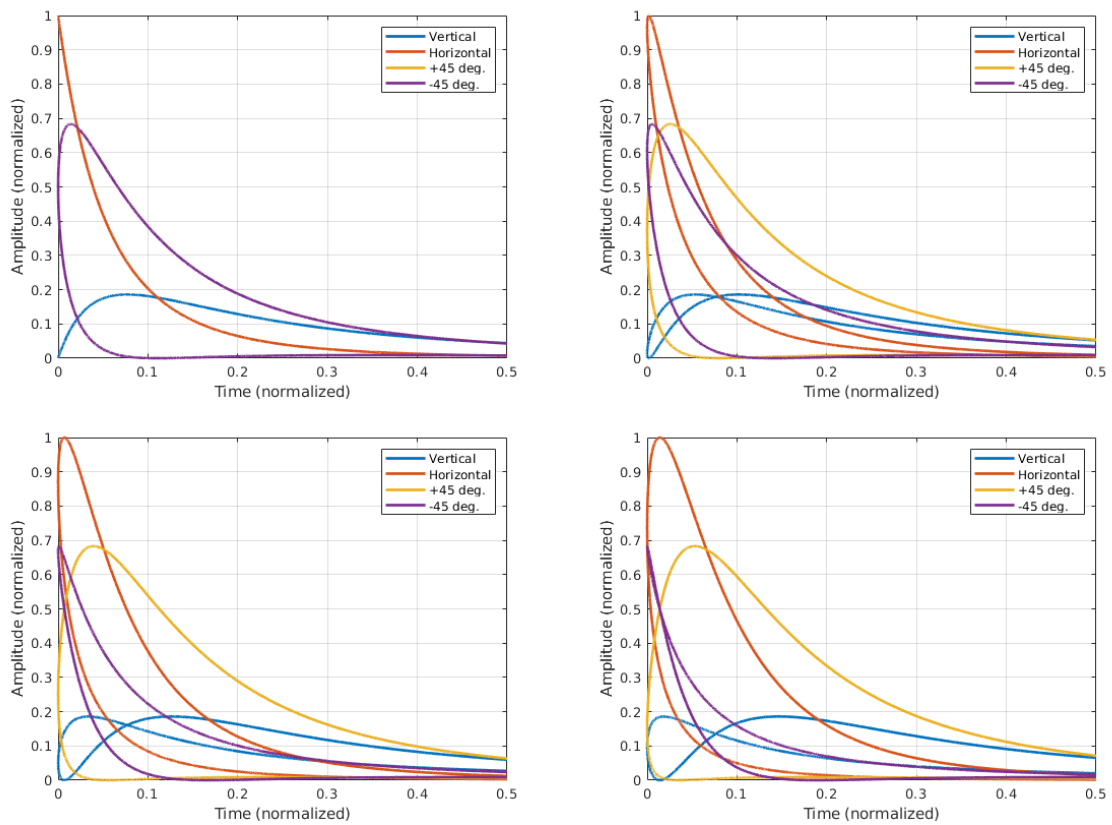 1
0.9
0.8
0.7
0.6
0.5
0.4
0.3
0.2
0.1
0
Amplitude (normalized)
Vertical
Horizontal
+45 deg.
-45 deg.
0 0.1 0.2 0.3 0.4 0.5
Time (normalized)
1
0.9
0.8
0.7
0.6
0.5
0.4
0.3
0.2
0.1
0
Amplitude (normalized)
Vertical
Horizontal
+45 deg.
-45 deg.
0 0.1 0.2 0.3 0.4 0.5
Time (normalized)
1
0.9
0.8
0.7
0.6
0.5
0.4
0.3
0.2
0.1
0
Amplitude (normalized)
Vertical
Horizontal
+45 deg.
-45 deg.
0 0.1 0.2 0.3 0.4 0.5
Time (normalized)
1
0.9
0.8
0.7
0.6
0.5
0.4
0.3
0.2
0.1
0
Amplitude (normalized)
Vertical
Horizontal
+45 deg.
-45 deg.
0 0.1 0.2 0.3 0.4 0.5
Time (normalized)